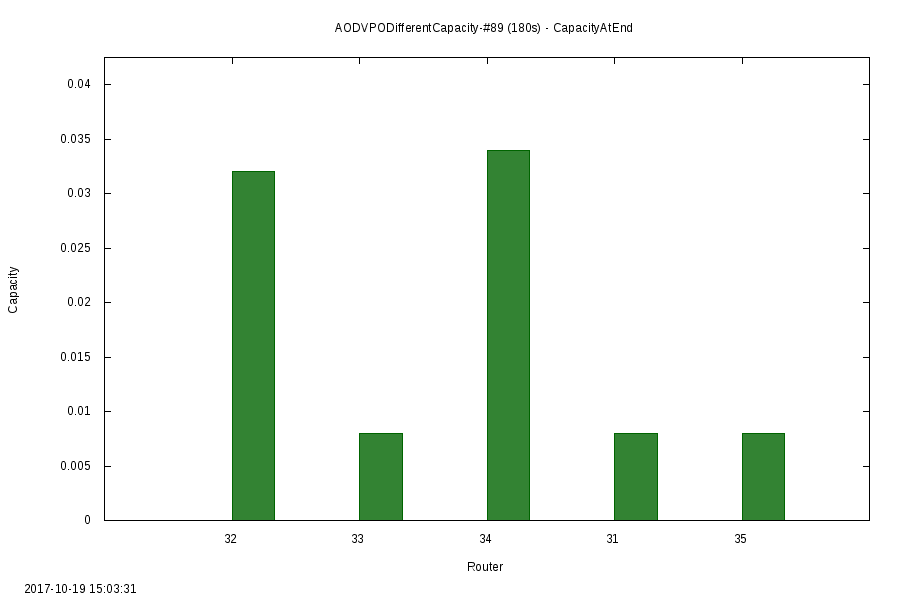 AODVPODifferentCapacity-#89 (180s) - CapacityAtEnd
0.04
0.035
0.03
0.025
0.02
0.015
0.01
0.005
0
Capacity
32 33 34 31 35
Router
2017-10-19 15:03:31